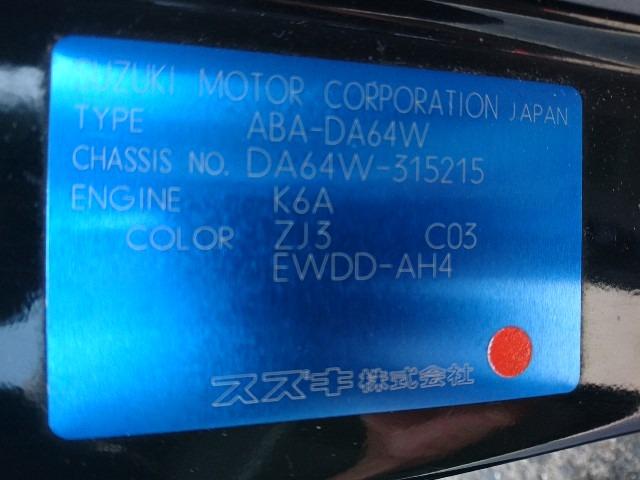 SUZUKI MOTOR CORPORATION JAPAN
TYPE ABA-DA64W
CHASSIS NO. DA64W-315215
ENGINE K6A
COLOR ZJ3 C03
EWDD-AH4
スズキ株式会社